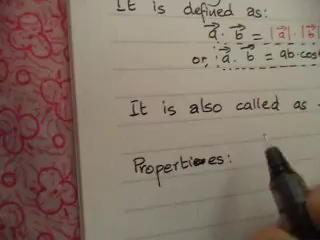 It is defined as:
a⃗ · b⃗ = |a⃗| · |b⃗|
or, a⃗ · b⃗ = ab·cos
It is also called as
Properties: